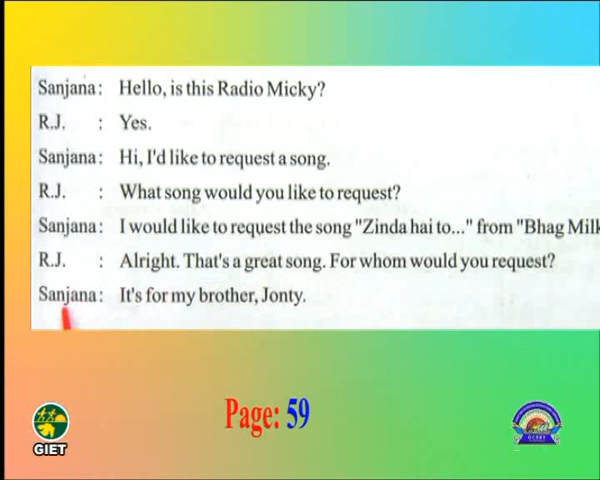 Sanjana: Hello, is this Radio Micky?
R.J. : Yes.
Sanjana: Hi, I'd like to request a song.
R.J. : What song would you like to request?
Sanjana: I would like to request the song "Zinda hai to..." from "Bhag Milk
R.J. : Alright. That's a great song. For whom would you request?
Sanjana: It's for my brother, Jonty.
Page: 59
GIET